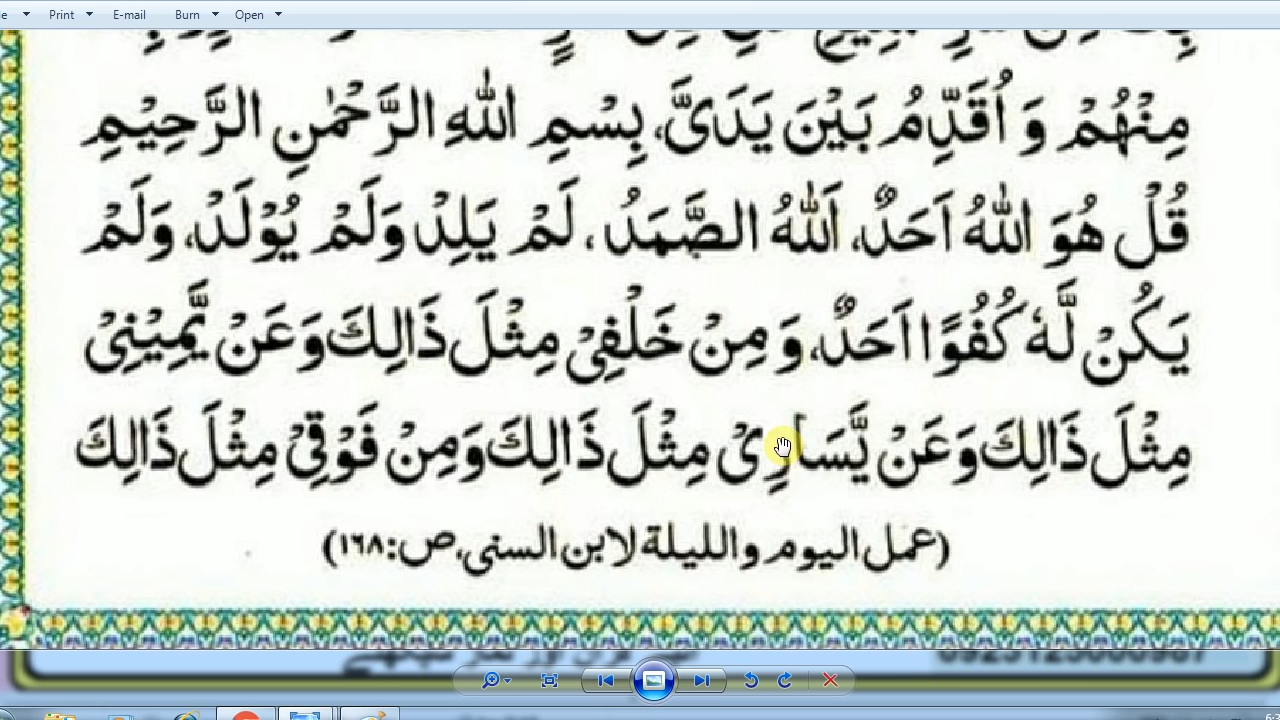 Print
E-mail
Burn
Open
مِنْهُمْ وَ اُقَدِّمُ بَيْنَ يَدَىَّ، بِسْمِ اللّٰهِ الرَّحْمٰنِ الرَّحِيْمِ
قُلْ هُوَ اللّٰهُ اَحَدٌ، اَللّٰهُ الصَّمَدُ، لَمْ يَلِدْ وَلَمْ يُوْلَدْ، وَلَمْ
يَكُنْ لَّهٗ كُفُوًا اَحَدٌ، وَ مِنْ خَلْفِىْ مِثْلَ ذَالِكَ وَعَنْ يَّمِيْنِىْ
مِثْلَ ذَالِكَ وَعَنْ يَّسَارِىْ مِثْلَ ذَالِكَ وَمِنْ فَوْقِىْ مِثْلَ ذَالِكَ
(عمل اليوم والليلة لابن السنى، ص:١٦٨)